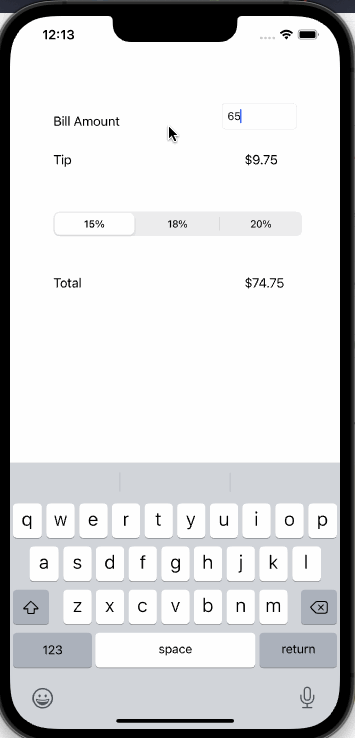 12:13
Bill Amount 65
Tip $9.75
15% 18% 20%
Total $74.75
q w e r t y u i o p
a s d f g h j k l
z x c v b n m
123 space return